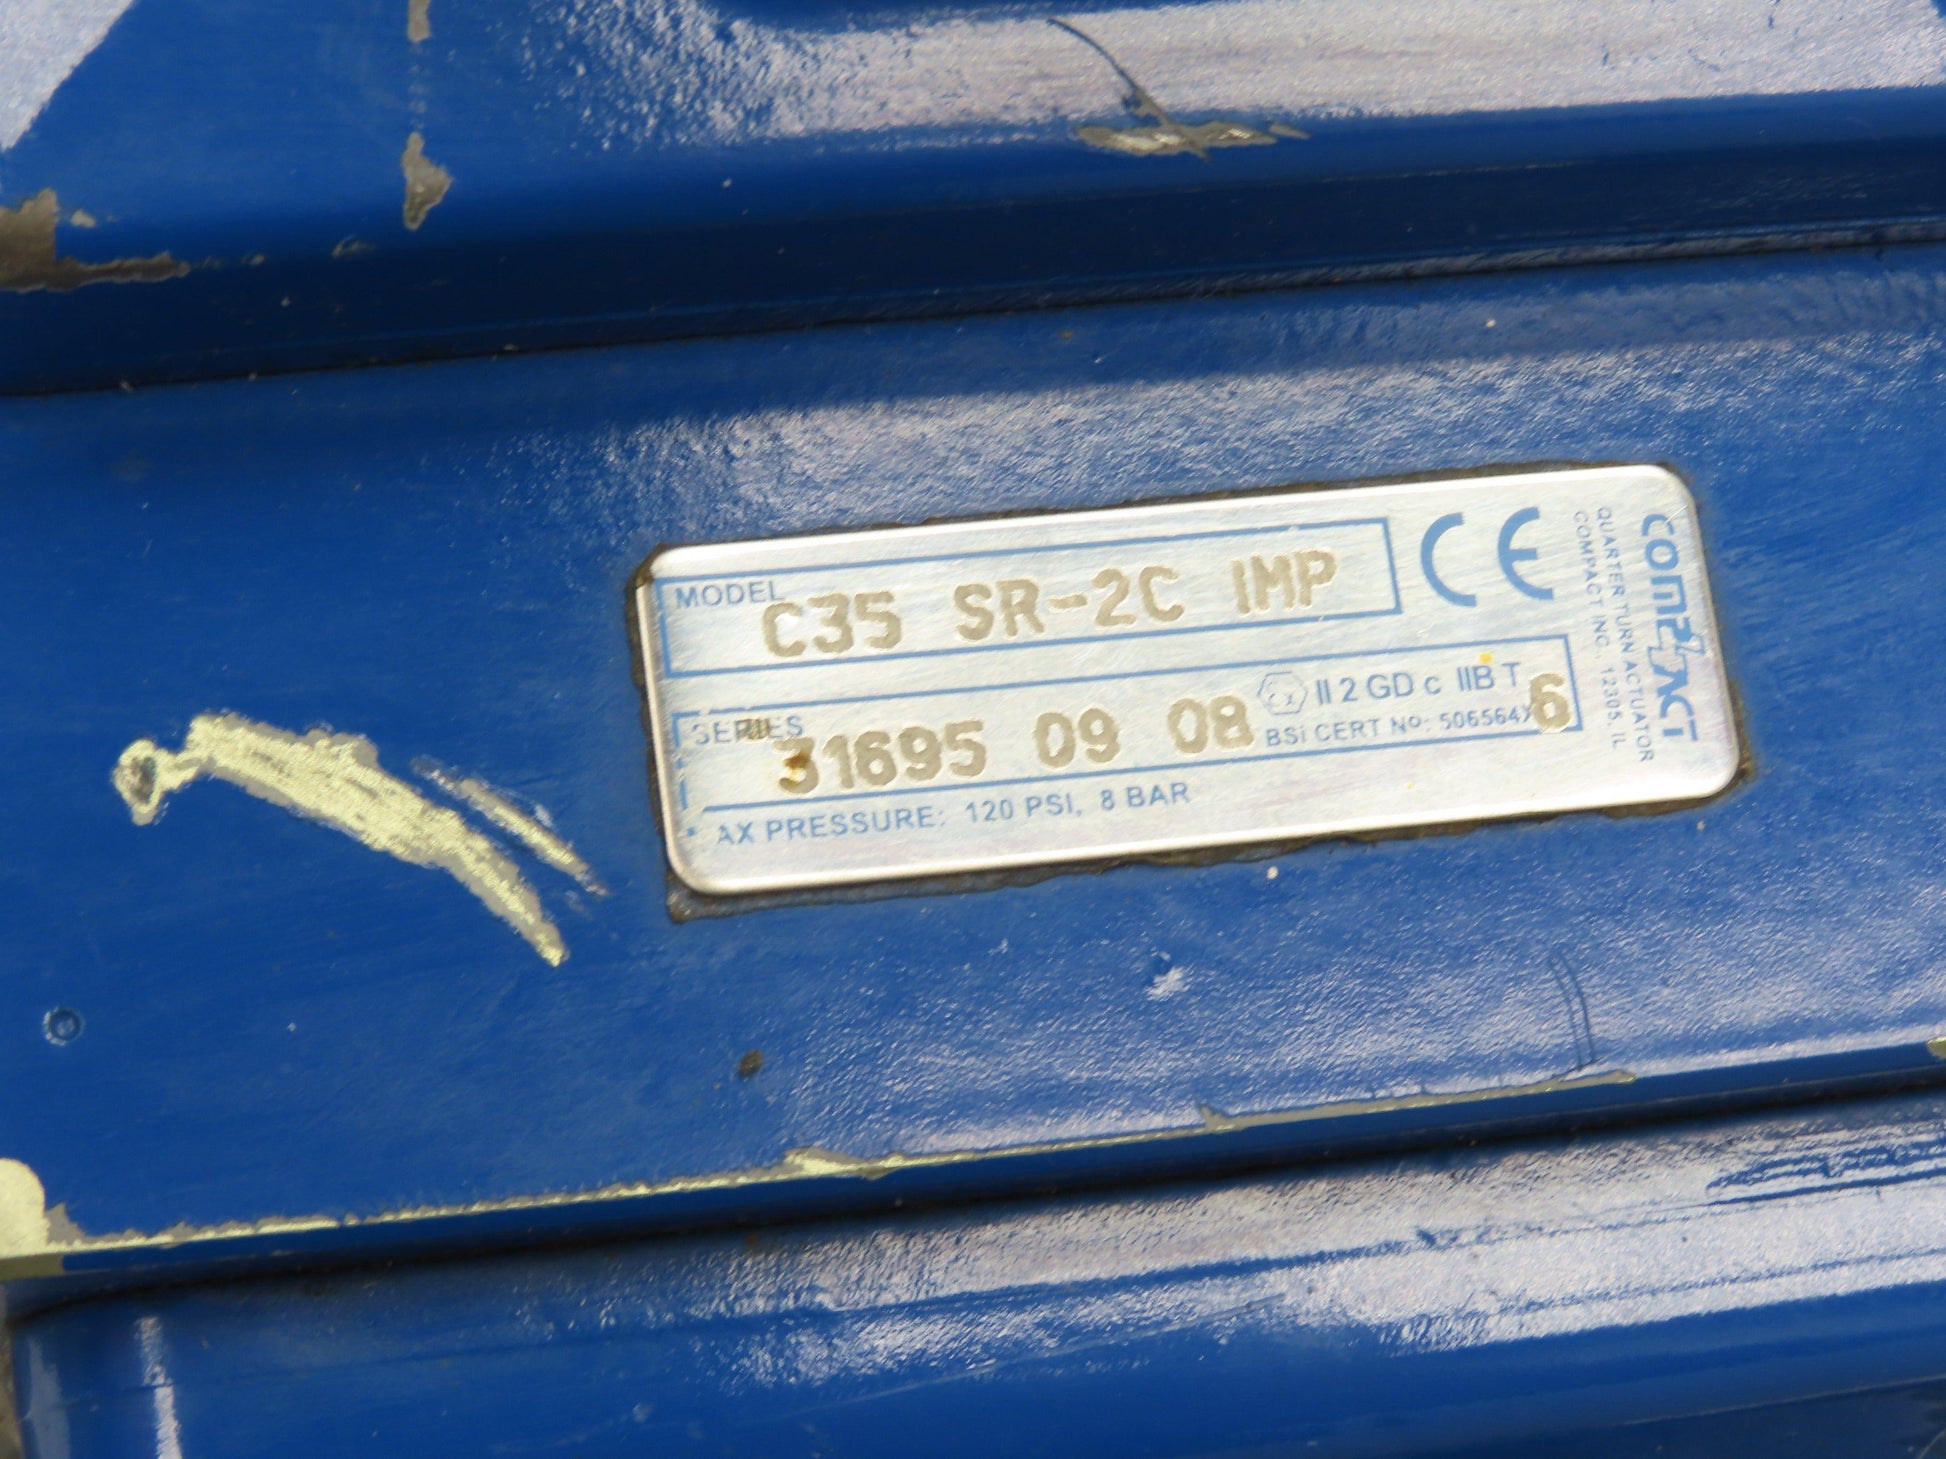 MODEL C35 SR-2C IMP
CE
SERIES 31695 09 08
Ex II 2 GD c IIB T 6
BSi CERT No: 506564X
AX PRESSURE: 120 PSI, 8 BAR
COMPACT
QUARTER TURN ACTUATOR
COMPACT INC. 12305, IL